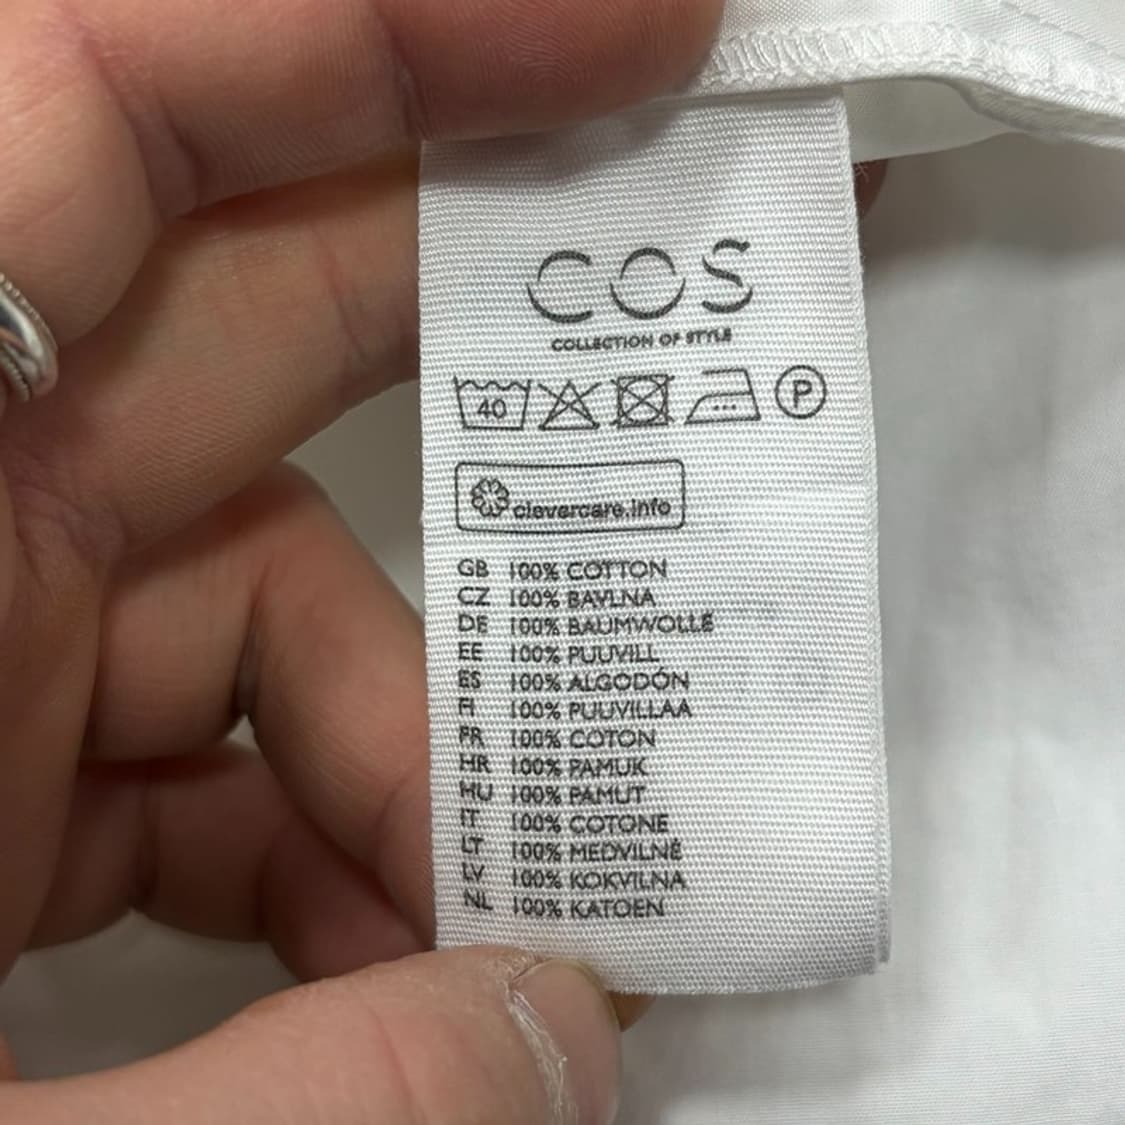 COS
COLLECTION OF STYLE
40 P
clevercare.info
GB 100% COTTON
CZ 100% BAVLNA
DE 100% BAUMWOLLE
EE 100% PUUVILL
ES 100% ALGODÓN
FI 100% PUUVILLAA
FR 100% COTON
HR 100% PAMUK
HU 100% PAMUT
IT 100% COTONE
LT 100% MEDVILNĖ
LV 100% KOKVILNA
NL 100% KATOEN